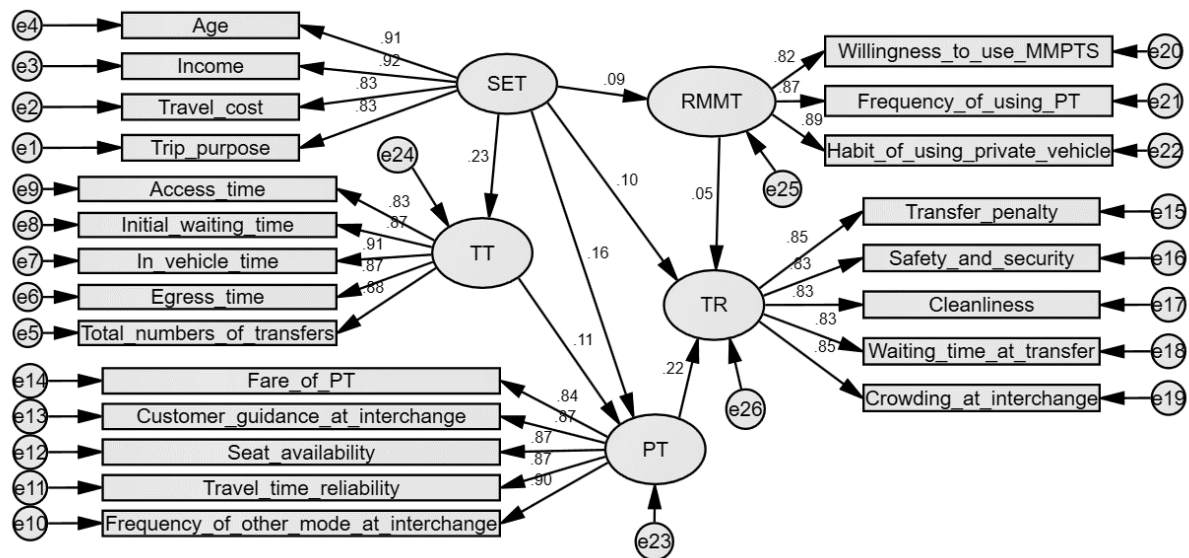 e4
Age
e3
Income
e2
Travel_cost
e1
Trip_purpose
.91
.92
.83
.83
SET
.09
RMMT
.82
.87
.89
Willingness_to_use_MMPTS
e20
Frequency_of_using_PT
e21
Habit_of_using_private_vehicle
e22
e25
e24
.23
.10
.05
.16
e9
Access_time
e8
Initial_waiting_time
e7
In_vehicle_time
e6
Egress_time
e5
Total_numbers_of_transfers
.83
.87
.91
.87
.88
TT
.11
TR
.85
.83
.83
.83
.85
Transfer_penalty
e15
Safety_and_security
e16
Cleanliness
e17
Waiting_time_at_transfer
e18
Crowding_at_interchange
e19
e26
.22
e14
Fare_of_PT
e13
Customer_guidance_at_interchange
e12
Seat_availability
e11
Travel_time_reliability
e10
Frequency_of_other_mode_at_interchange
.84
.87
.87
.87
.90
PT
e23